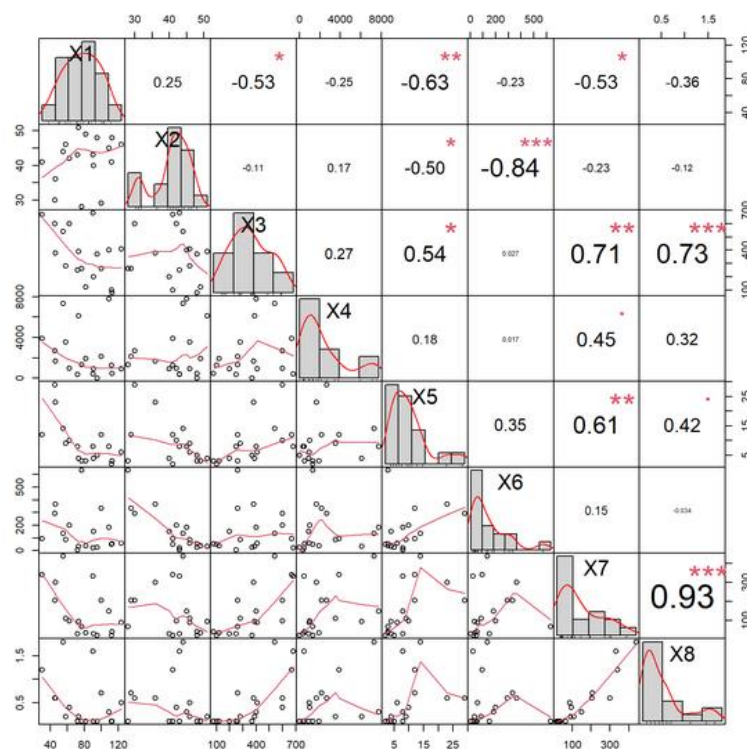 30 40 50 0 4000 8000 0 200 500 0.5 1.5
X1 0.25 -0.53 * -0.25 -0.63 ** -0.23 -0.53 * -0.36 40 80 120
30 40 50 X2 -0.11 0.17 -0.50 * -0.84 *** -0.23 -0.12
X3 0.27 0.54 * 0.027 0.71 ** 0.73 *** 100 400 700
0 4000 8000 X4 0.18 0.017 0.45 . 0.32
X5 0.35 0.61 ** 0.42 . 5 15 25
0 200 500 X6 0.15 -0.034
X7 0.93 *** 100 300
0.5 1.5 X8
40 80 120 100 400 700 5 15 25 100 300